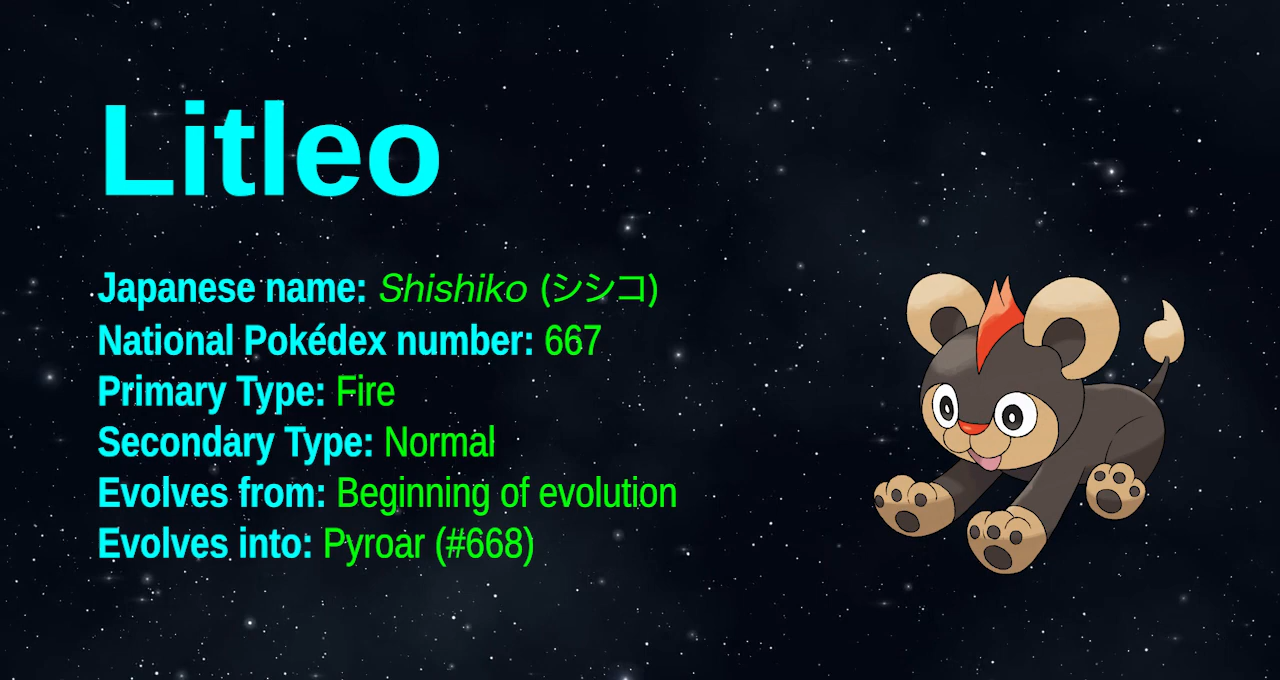 Litleo
Japanese name: Shishiko (シシコ)
National Pokédex number: 667
Primary Type: Fire
Secondary Type: Normal
Evolves from: Beginning of evolution
Evolves into: Pyroar (#668)